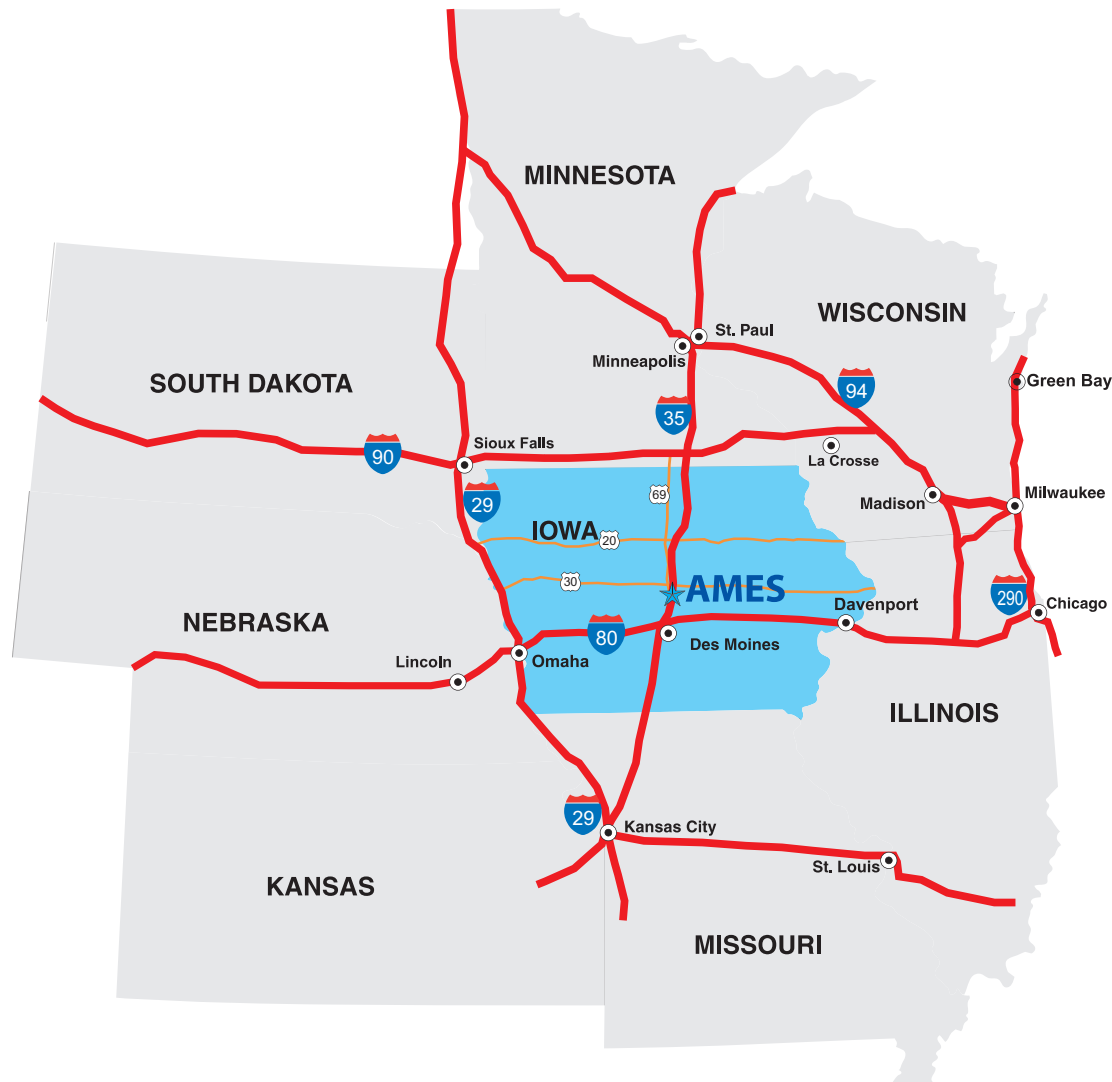 MINNESOTA
WISCONSIN
St. Paul
Minneapolis
Green Bay
SOUTH DAKOTA
94
35
Sioux Falls
90
La Crosse
29
69
Madison
Milwaukee
IOWA
20
30
AMES
290
Chicago
Davenport
NEBRASKA
80
Des Moines
Lincoln
Omaha
ILLINOIS
29
Kansas City
St. Louis
KANSAS
MISSOURI